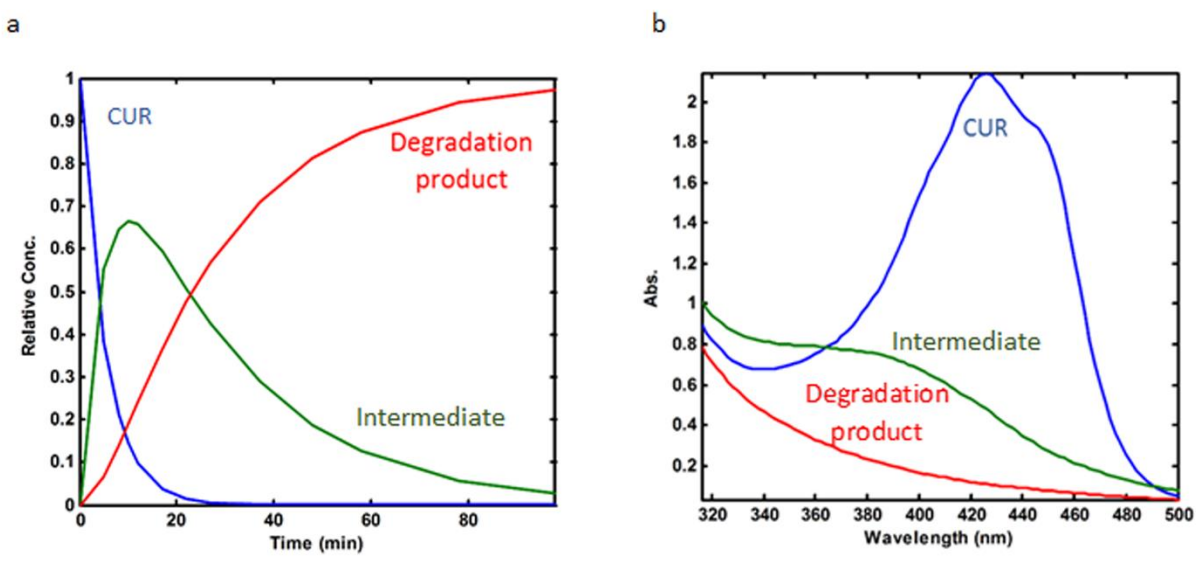 a
1
0.9
0.8
0.7
0.6
0.5
0.4
0.3
0.2
0.1
0
Relative Conc.
CUR
Degradation
product
Intermediate
0 20 40 60 80
Time (min)
b
2
1.8
1.6
1.4
1.2
1
0.8
0.6
0.4
0.2
Abs.
CUR
Intermediate
Degradation
product
320 340 360 380 400 420 440 460 480 500
Wavelength (nm)